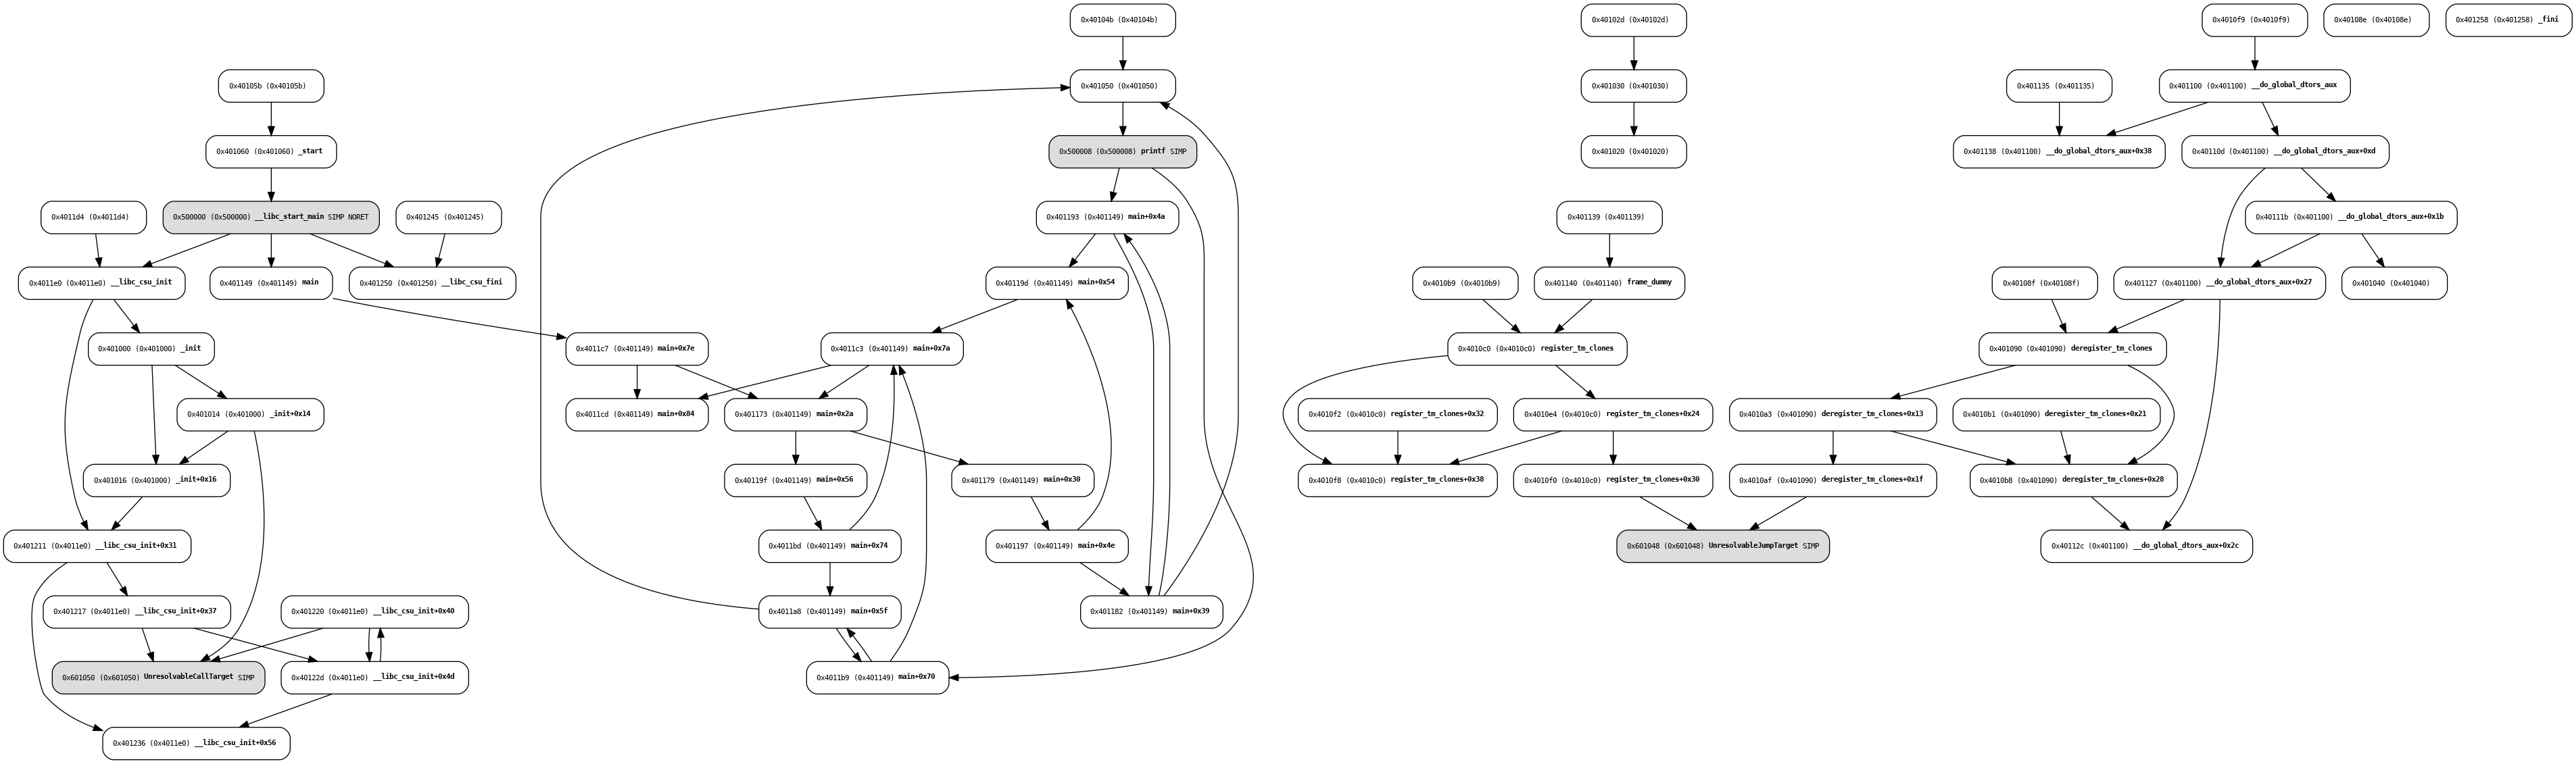 0x40104b (0x40104b)
0x40102d (0x40102d)
0x4010f9 (0x4010f9)
0x40108e (0x40108e)
0x401258 (0x401258) _fini
0x40105b (0x40105b)
0x401050 (0x401050)
0x401030 (0x401030)
0x401135 (0x401135)
0x401100 (0x401100) __do_global_dtors_aux
0x401060 (0x401060) _start
0x500008 (0x500008) printf SIMP
0x401020 (0x401020)
0x401138 (0x401100) __do_global_dtors_aux+0x38
0x40110d (0x401100) __do_global_dtors_aux+0xd
0x4011d4 (0x4011d4)
0x500000 (0x500000) __libc_start_main SIMP NORET
0x401245 (0x401245)
0x401193 (0x401149) main+0x4a
0x401139 (0x401139)
0x40111b (0x401100) __do_global_dtors_aux+0x1b
0x4011e0 (0x4011e0) __libc_csu_init
0x401149 (0x401149) main
0x401250 (0x401250) __libc_csu_fini
0x40119d (0x401149) main+0x54
0x4010b9 (0x4010b9)
0x401140 (0x401140) frame_dummy
0x40108f (0x40108f)
0x401127 (0x401100) __do_global_dtors_aux+0x27
0x401040 (0x401040)
0x401000 (0x401000) _init
0x4011c7 (0x401149) main+0x7e
0x4011c3 (0x401149) main+0x7a
0x4010c0 (0x4010c0) register_tm_clones
0x401090 (0x401090) deregister_tm_clones
0x401014 (0x401000) _init+0x14
0x4011cd (0x401149) main+0x84
0x401173 (0x401149) main+0x2a
0x4010f2 (0x4010c0) register_tm_clones+0x32
0x4010e4 (0x4010c0) register_tm_clones+0x24
0x4010a3 (0x401090) deregister_tm_clones+0x13
0x4010b1 (0x401090) deregister_tm_clones+0x21
0x401016 (0x401000) _init+0x16
0x40119f (0x401149) main+0x56
0x401179 (0x401149) main+0x30
0x4010f8 (0x4010c0) register_tm_clones+0x38
0x4010f0 (0x4010c0) register_tm_clones+0x30
0x4010af (0x401090) deregister_tm_clones+0x1f
0x4010b8 (0x401090) deregister_tm_clones+0x28
0x401211 (0x4011e0) __libc_csu_init+0x31
0x4011bd (0x401149) main+0x74
0x401197 (0x401149) main+0x4e
0x601048 (0x601048) UnresolvableJumpTarget SIMP
0x40112c (0x401100) __do_global_dtors_aux+0x2c
0x401217 (0x4011e0) __libc_csu_init+0x37
0x401220 (0x4011e0) __libc_csu_init+0x40
0x4011a8 (0x401149) main+0x5f
0x401182 (0x401149) main+0x39
0x601050 (0x601050) UnresolvableCallTarget SIMP
0x40122d (0x4011e0) __libc_csu_init+0x4d
0x4011b9 (0x401149) main+0x70
0x401236 (0x4011e0) __libc_csu_init+0x56